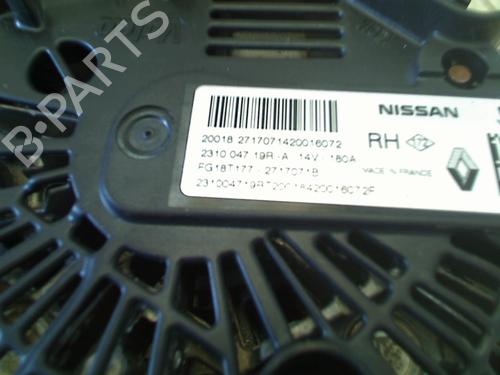 B-PARTS
NISSAN
20018 2717071420016072
RH
2310 047 19R-A 14V - 180A
FG18T177 - 2717071B
MADE IN FRANCE
231004719RT20018420016072F